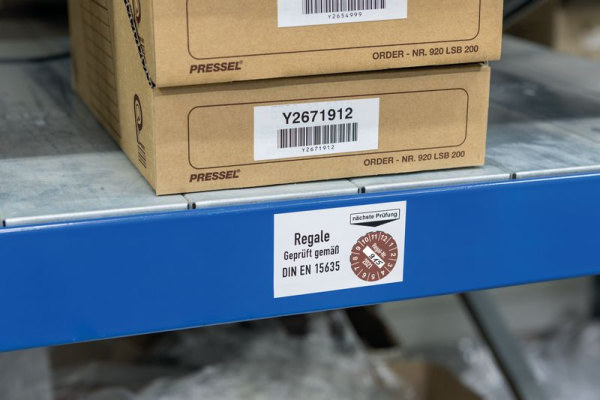 Y2654999
PRESSEL®
ORDER - NR. 920 LSB 200
Y2671912
Y2671912
PRESSEL®
ORDER - NR. 920 LSB 200
nächste Prüfung
Regale
Geprüft gemäß
DIN EN 15635